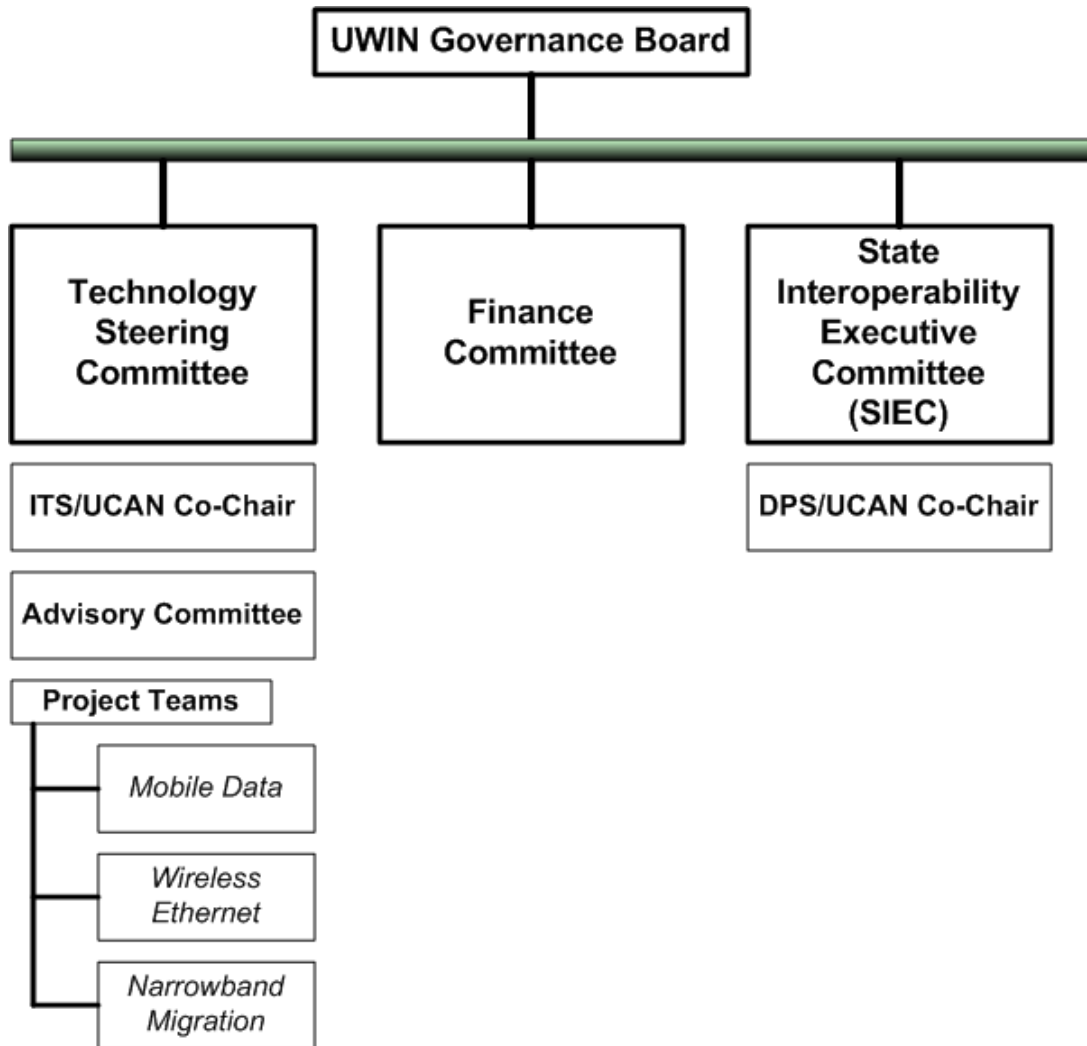 UWIN Governance Board
Technology
Steering
Committee
Finance
Committee
State
Interoperability
Executive
Committee
(SIEC)
ITS/UCAN Co-Chair
DPS/UCAN Co-Chair
Advisory Committee
Project Teams
Mobile Data
Wireless
Ethernet
Narrowband
Migration